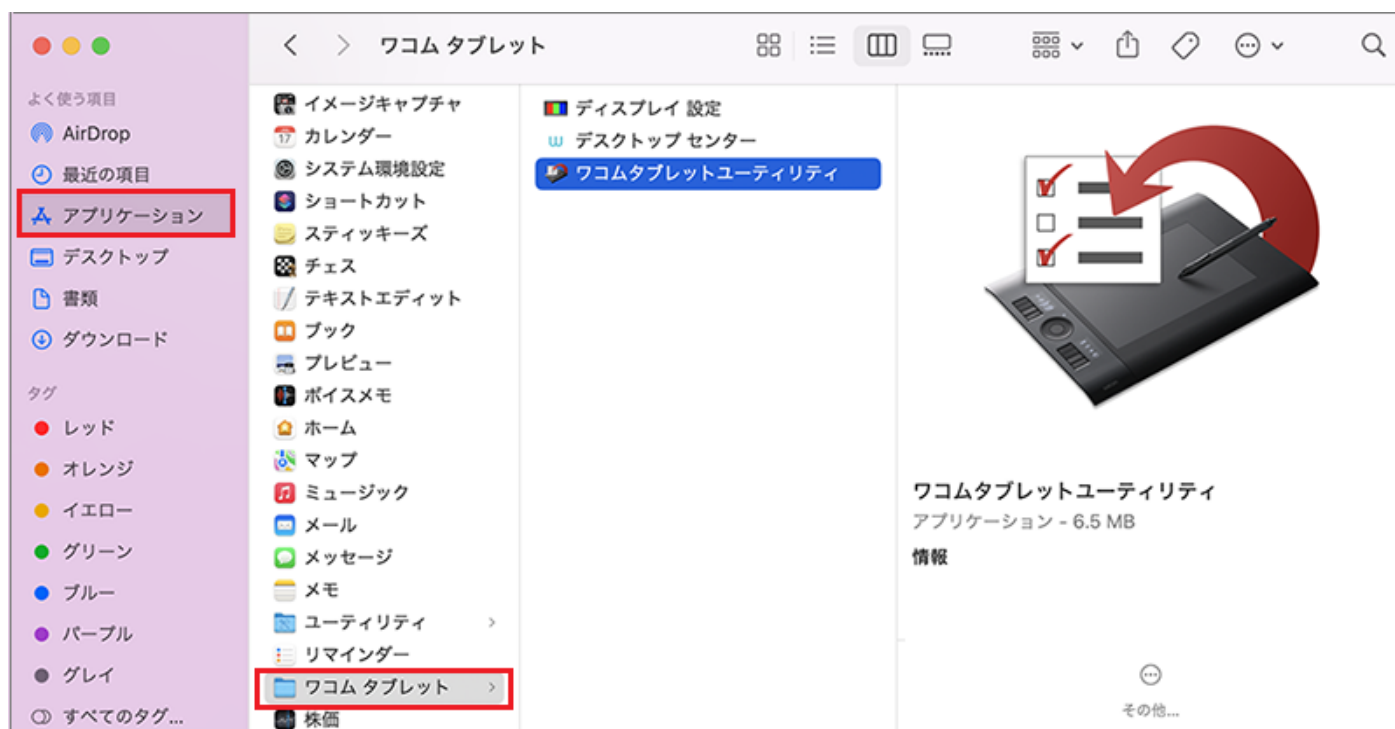 ワコム タブレット
よく使う項目
AirDrop
最近の項目
アプリケーション
デスクトップ
書類
ダウンロード
タグ
レッド
オレンジ
イエロー
グリーン
ブルー
パープル
グレイ
すべてのタグ...
イメージキャプチャ
17 カレンダー
システム環境設定
ショートカット
スティッキーズ
チェス
テキストエディット
ブック
プレビュー
ボイスメモ
ホーム
マップ
ミュージック
メール
メッセージ
メモ
ユーティリティ
リマインダー
ワコム タブレット
株価
ディスプレイ 設定
デスクトップ センター
ワコムタブレットユーティリティ
ワコムタブレットユーティリティ
アプリケーション - 6.5 MB
情報
その他...